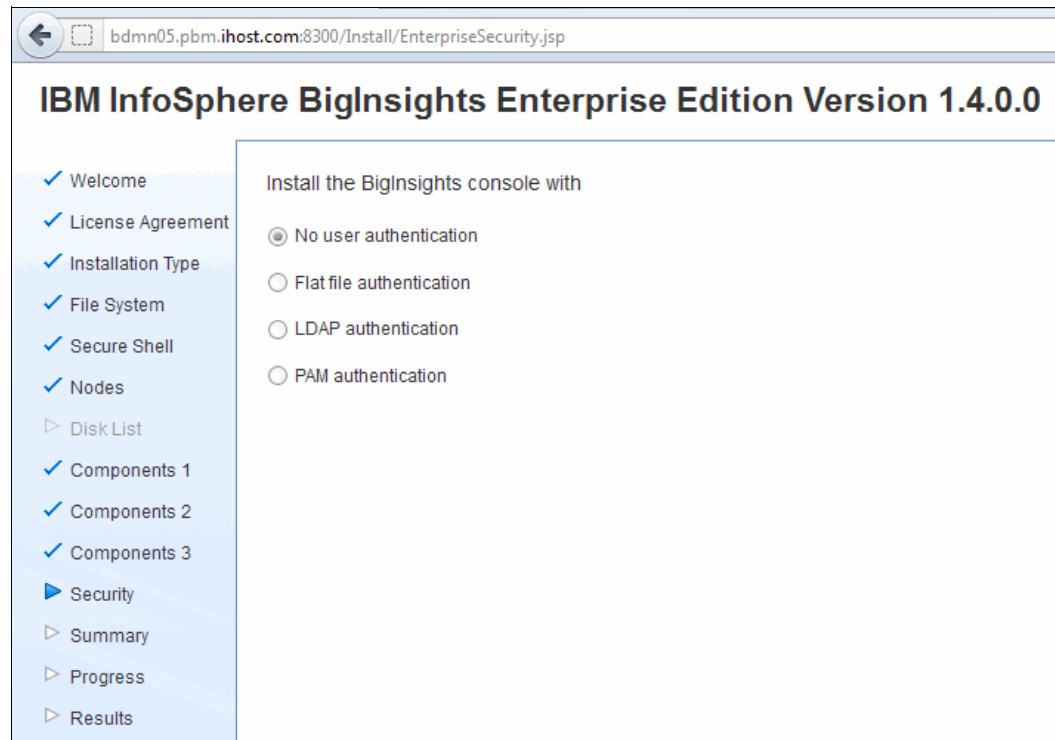 bdmn05.pbm.ihost.com:8300/Install/EnterpriseSecurity.jsp
IBM InfoSphere BigInsights Enterprise Edition Version 1.4.0.0
Welcome
License Agreement
Installation Type
File System
Secure Shell
Nodes
Disk List
Components 1
Components 2
Components 3
Security
Summary
Progress
Results
Install the BigInsights console with
No user authentication
Flat file authentication
LDAP authentication
PAM authentication